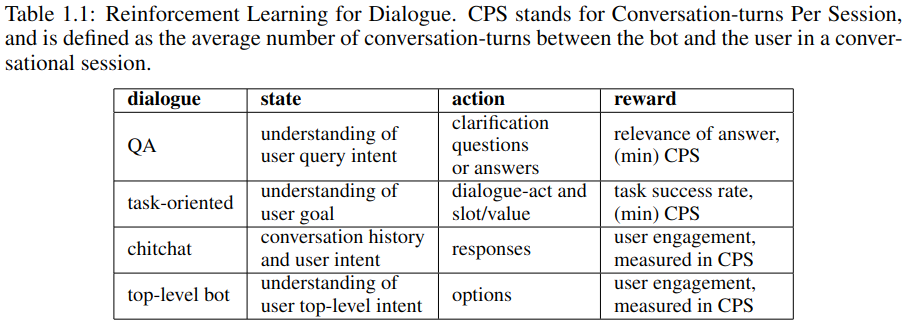 Table 1.1: Reinforcement Learning for Dialogue. CPS stands for Conversation-turns Per Session,
and is defined as the average number of conversation-turns between the bot and the user in a conver-
sational session.
dialogue state action reward
QA
understanding of
user query intent
clarification
questions
or answers
relevance of answer,
(min) CPS
task-oriented
understanding of
user goal
dialogue-act and
slot/value
task success rate,
(min) CPS
chitchat
conversation history
and user intent
responses
user engagement,
measured in CPS
top-level bot
understanding of
user top-level intent
options
user engagement,
measured in CPS